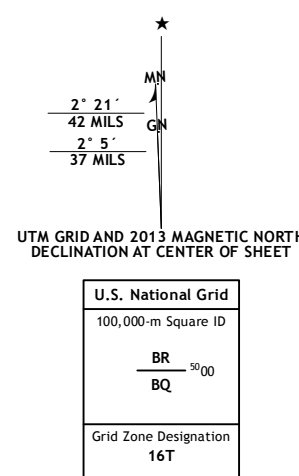 ★
MN
GN
2° 21´
42 MILS
2° 5´
37 MILS
UTM GRID AND 2013 MAGNETIC NORTH
DECLINATION AT CENTER OF SHEET
U.S. National Grid
100,000-m Square ID
BR
5000
BQ
Grid Zone Designation
16T